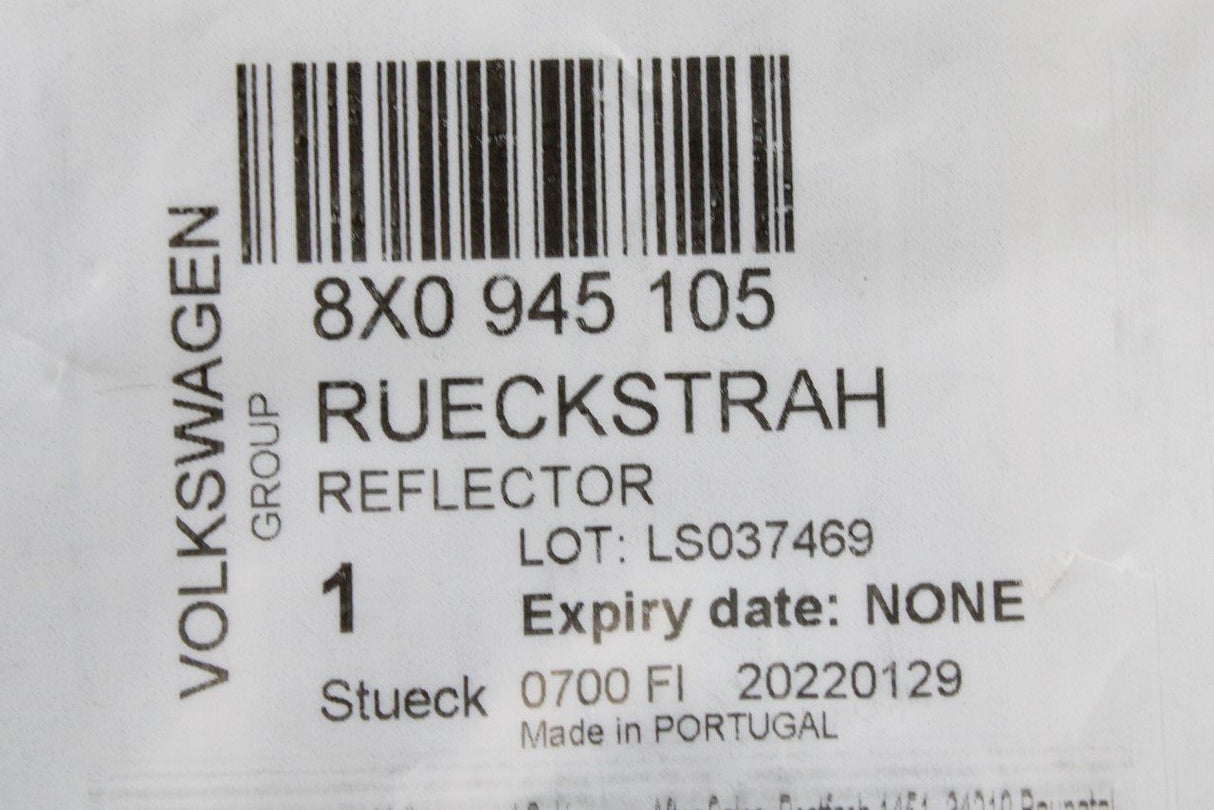 VOLKSWAGEN
GROUP
8X0 945 105
RUECKSTRAH
REFLECTOR
LOT: LS037469
1
Expiry date: NONE
Stueck
0700 FI 20220129
Made in PORTUGAL